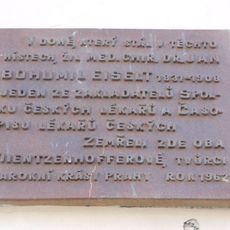 V DOMĚ, KTERÝ STÁL V TĚCHTO
MÍSTECH, ŽIL MED. CHIR. DR. JAN
BOHUMIL EISELT 1831-1908
JEDEN ZE ZAKLADATELŮ SPOL-
KU ČESKÝCH LÉKAŘŮ A ČASO-
PISU LÉKAŘŮ ČESKÝCH
ZEMŘELI ZDE OBA
DIENTZENHOFFEROVÉ TVŮRCI
BAROKNÍ KRÁSY PRAHY ROK 1962